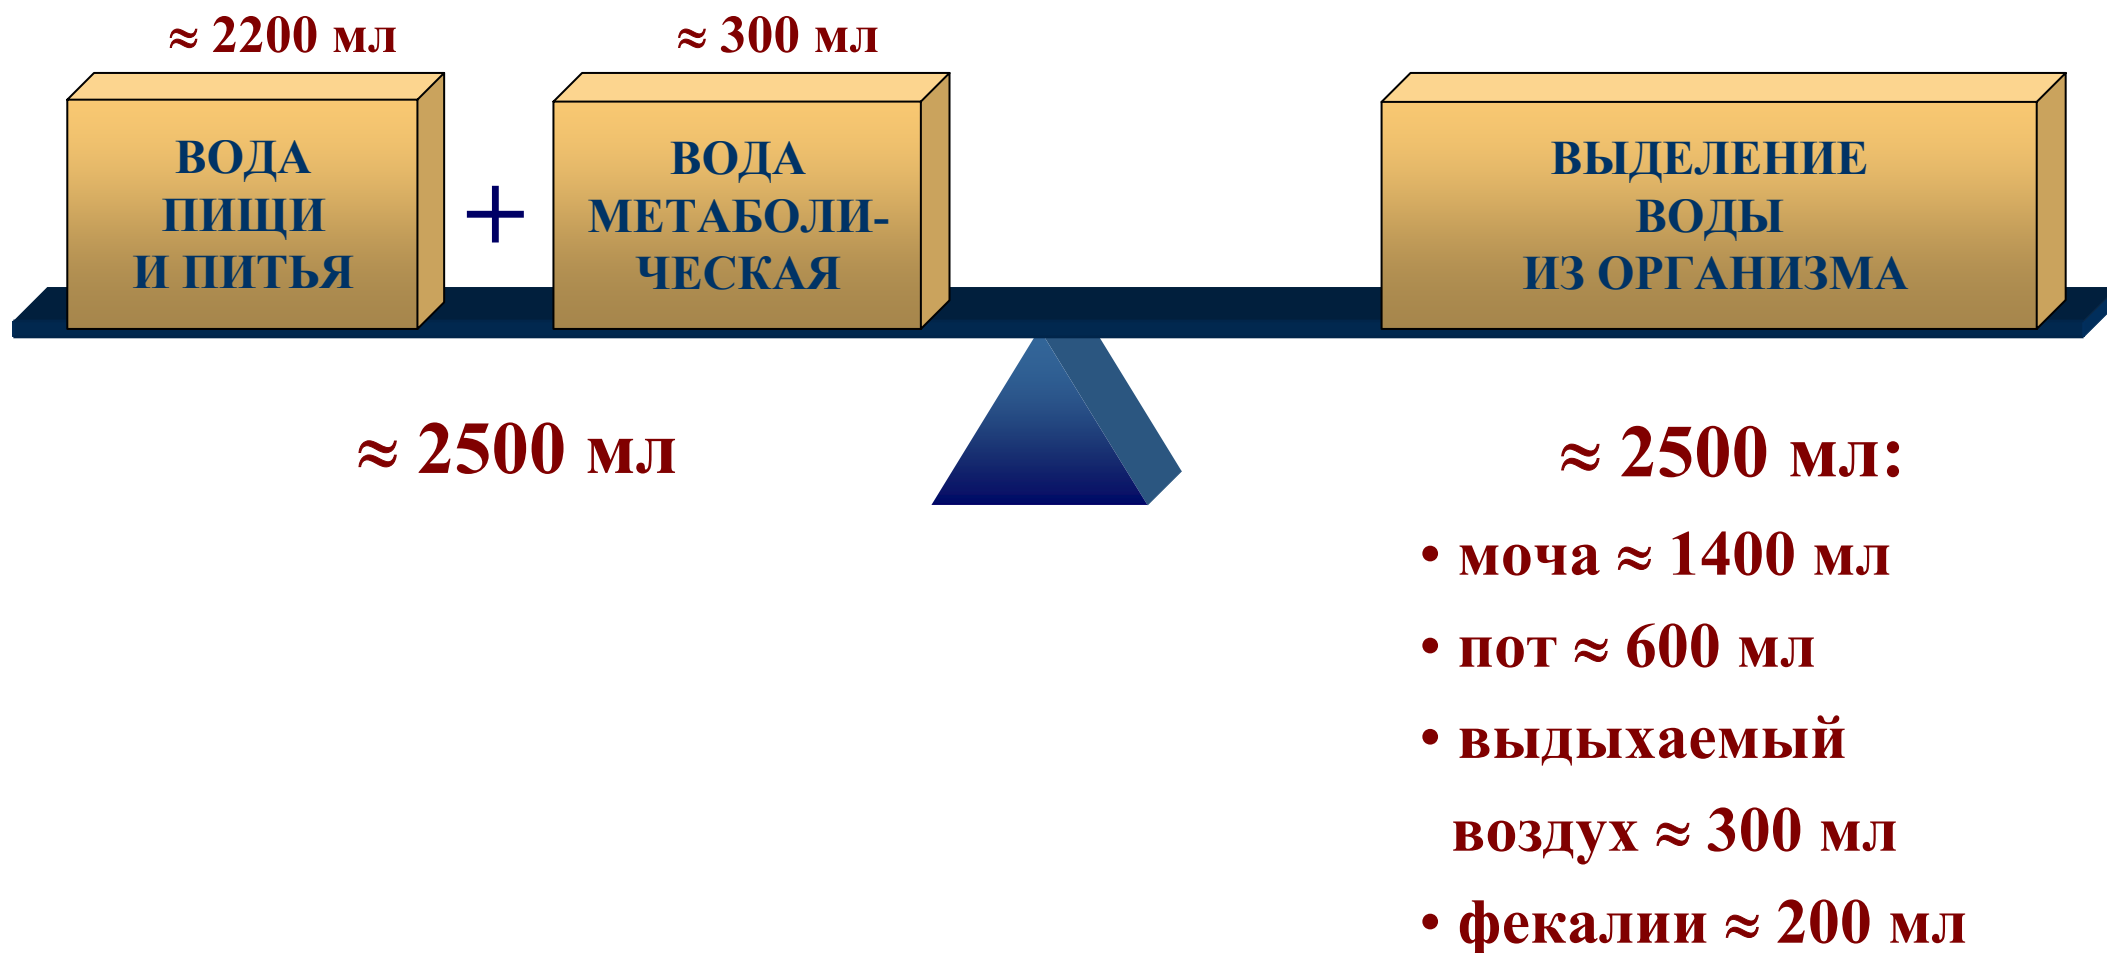 ≈ 2200 мл
≈ 300 мл
ВОДА
ПИЩИ
И ПИТЬЯ
+
ВОДА
МЕТАБОЛИ-
ЧЕСКАЯ
ВЫДЕЛЕНИЕ
ВОДЫ
ИЗ ОРГАНИЗМА
≈ 2500 мл
≈ 2500 мл:
• моча ≈ 1400 мл
• пот ≈ 600 мл
• выдыхаемый
воздух ≈ 300 мл
• фекалии ≈ 200 мл